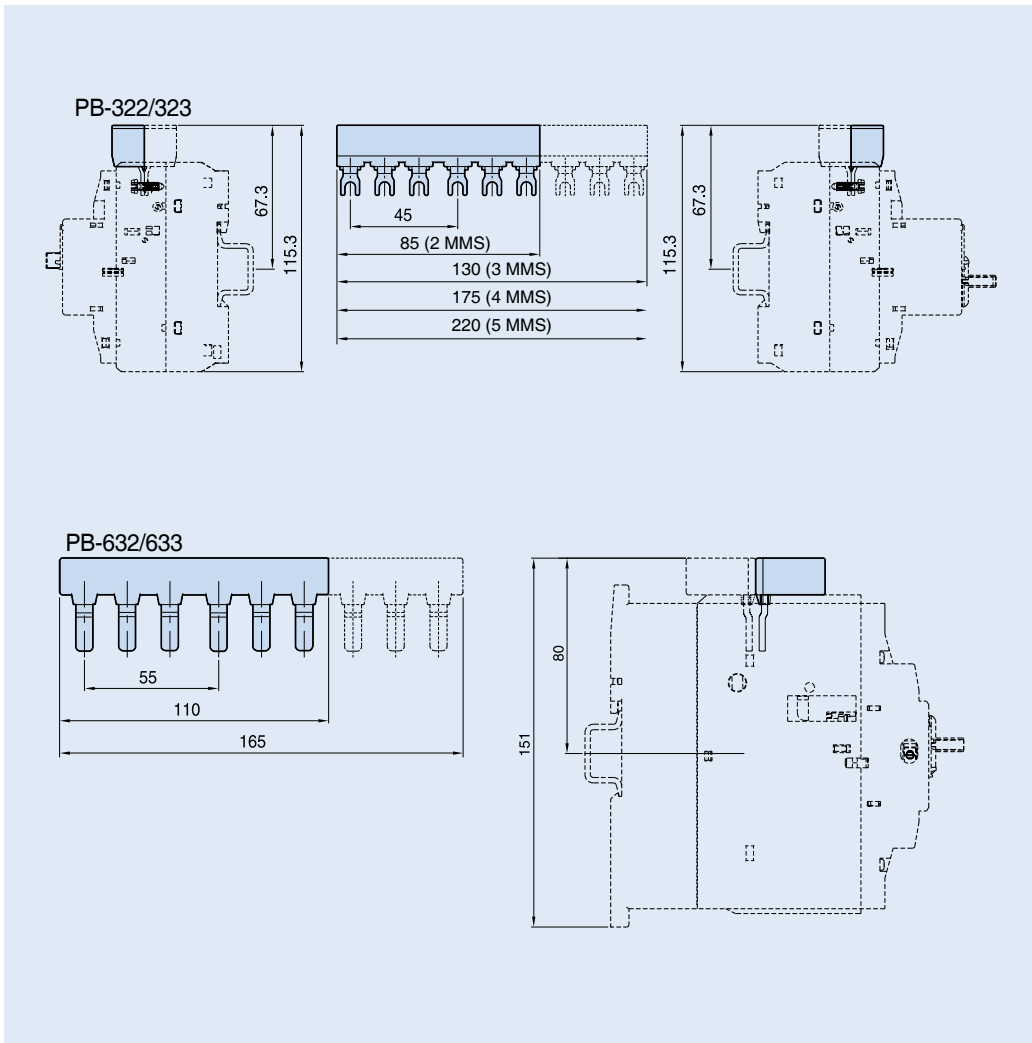 PB-322/323
67.3
115.3
45
85 (2 MMS)
130 (3 MMS)
175 (4 MMS)
220 (5 MMS)
67.3
115.3
PB-632/633
55
110
165
80
151